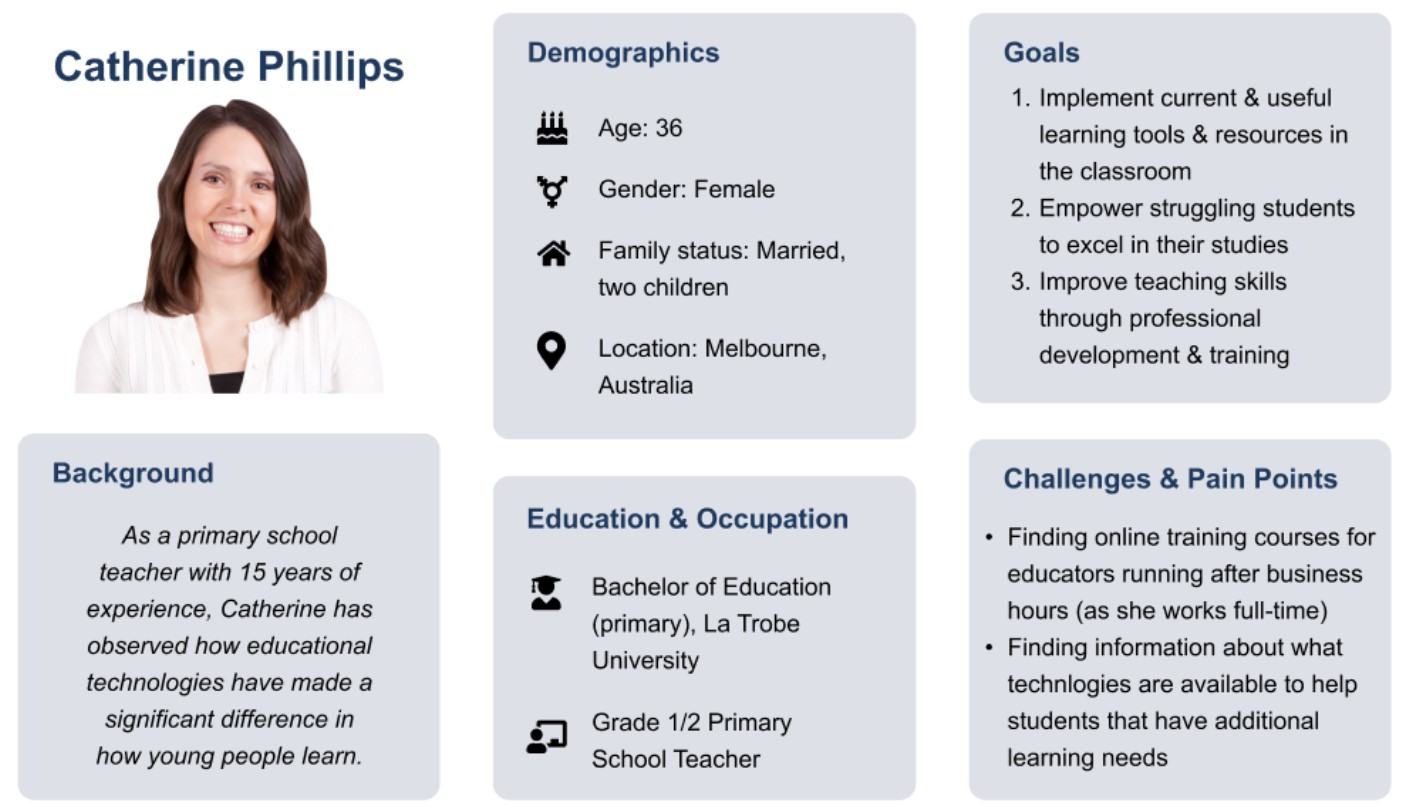 Catherine Phillips
Background
As a primary school
teacher with 15 years of
experience, Catherine has
observed how educational
technologies have made a
significant difference in
how young people learn.
Demographics
Age: 36
Gender: Female
Family status: Married,
two children
Location: Melbourne,
Australia
Education & Occupation
Bachelor of Education
(primary), La Trobe
University
Grade 1/2 Primary
School Teacher
Goals
1. Implement current & useful
learning tools & resources in
the classroom
2. Empower struggling students
to excel in their studies
3. Improve teaching skills
through professional
development & training
Challenges & Pain Points
• Finding online training courses for
educators running after business
hours (as she works full-time)
• Finding information about what
technlogies are available to help
students that have additional
learning needs